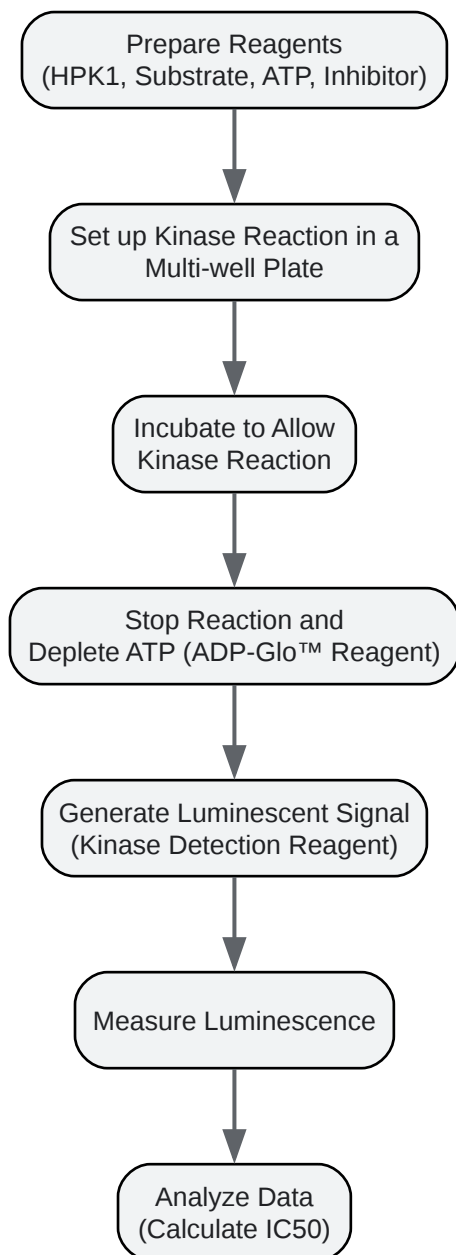 Prepare Reagents
(HPK1, Substrate, ATP, Inhibitor)
Set up Kinase Reaction in a
Multi-well Plate
Incubate to Allow
Kinase Reaction
Stop Reaction and
Deplete ATP (ADP-Glo™ Reagent)
Generate Luminescent Signal
(Kinase Detection Reagent)
Measure Luminescence
Analyze Data
(Calculate IC50)